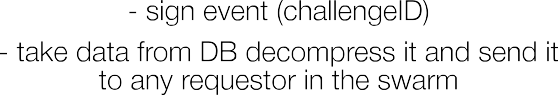 - sign event (challengeID)
- take data from DB decompress it and send it
to any requestor in the swarm